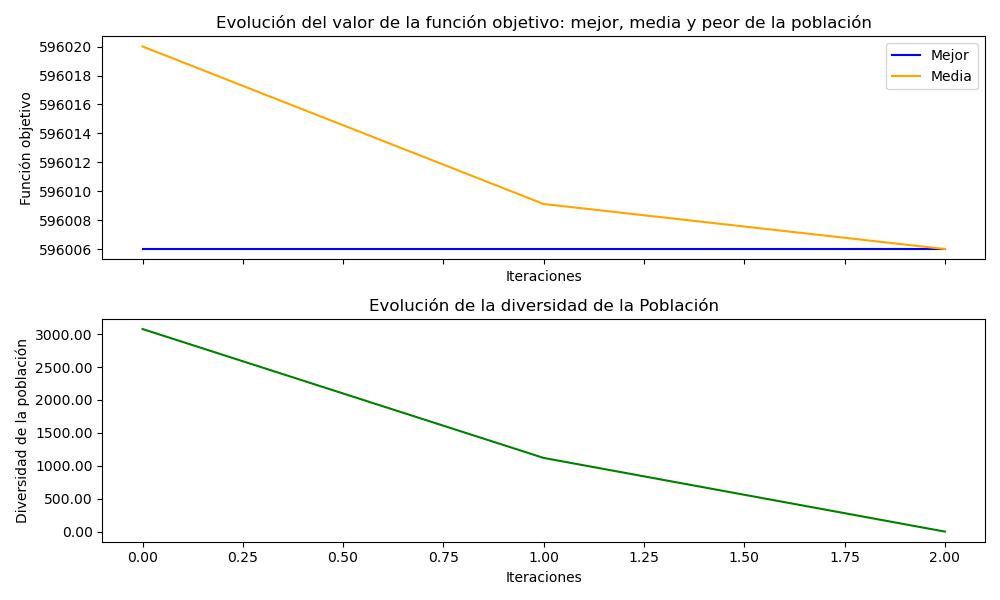 Evolución del valor de la función objetivo: mejor, media y peor de la población
Función objetivo
596020
596018
596016
596014
596012
596010
596008
596006
Mejor
Media
Iteraciones
Evolución de la diversidad de la Población
Diversidad de la población
3000.00
2500.00
2000.00
1500.00
1000.00
500.00
0.00
0.00 0.25 0.50 0.75 1.00 1.25 1.50 1.75 2.00
Iteraciones